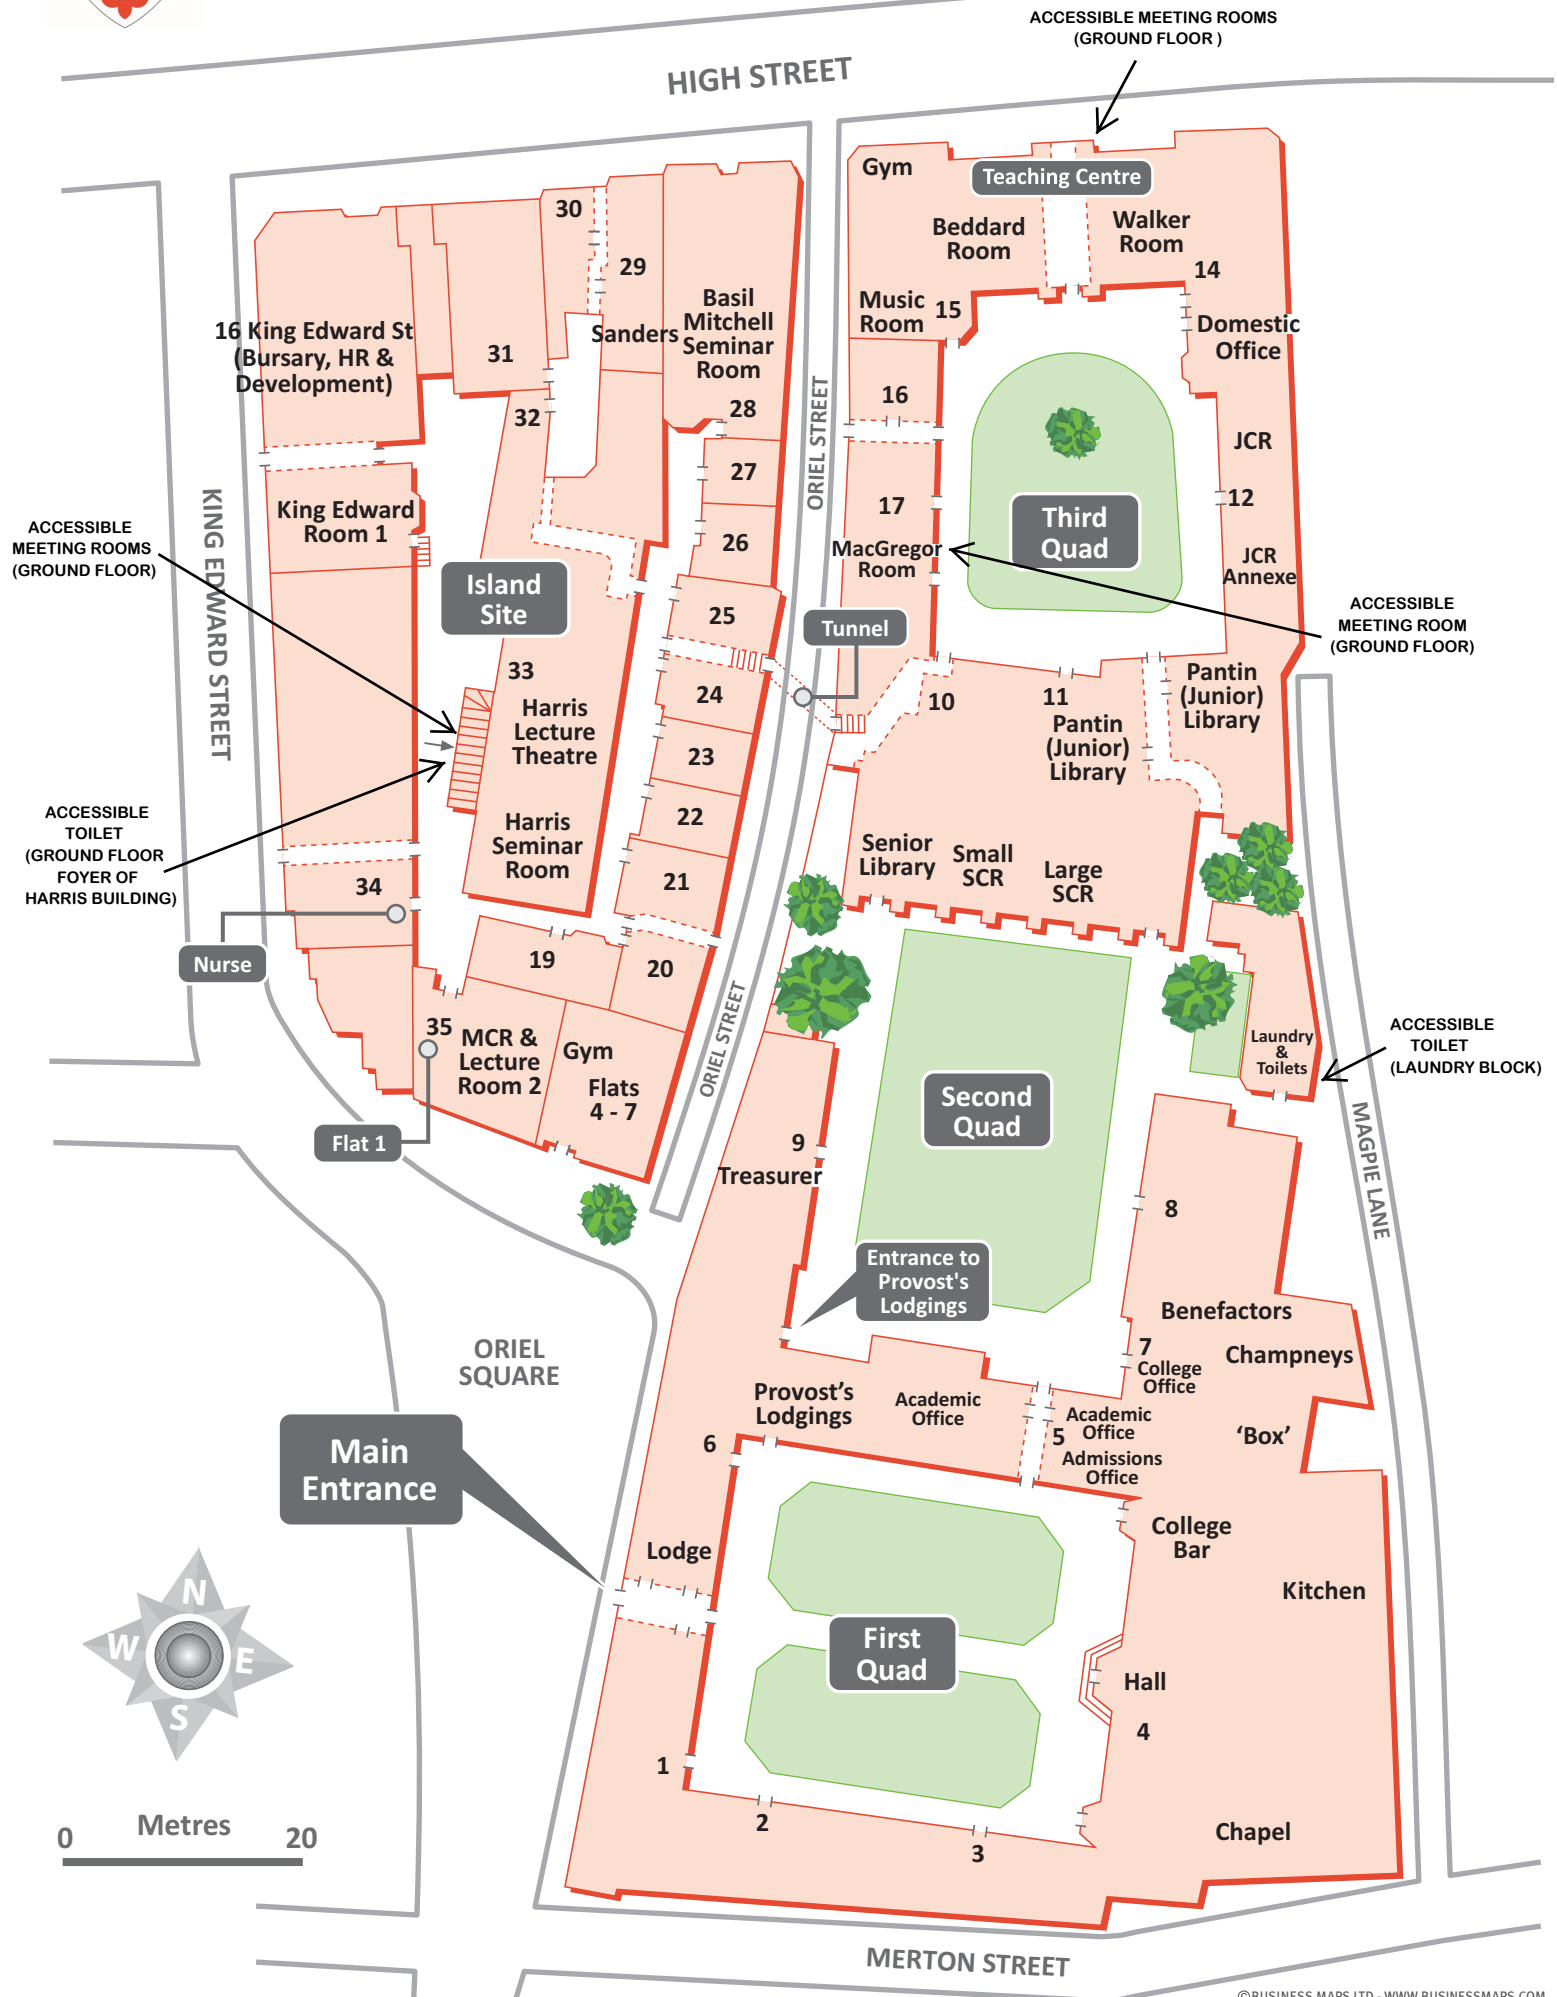 ACCESSIBLE MEETING ROOMS
(GROUND FLOOR )
HIGH STREET
Gym
Teaching Centre
Beddard
Room
Walker
Room
14
Music
Room
15
Domestic
Office
30
29
Sanders
Basil
Mitchell
Seminar
Room
28
16 King Edward St
(Bursary, HR &
Development)
31
32
16
ORIEL STREET
JCR
27
17
12
Third
Quad
KING EDWARD STREET
King Edward
Room 1
ACCESSIBLE
MEETING ROOMS
(GROUND FLOOR)
26
MacGregor
Room
JCR
Annexe
Island
Site
25
Tunnel
ACCESSIBLE
MEETING ROOM
(GROUND FLOOR)
33
Harris
Lecture
Theatre
24
10
11
Pantin
(Junior)
Library
Pantin
(Junior)
Library
23
22
ACCESSIBLE
TOILET
(GROUND FLOOR
FOYER OF
HARRIS BUILDING)
Harris
Seminar
Room
Senior
Library
Small
SCR
Large
SCR
34
21
Nurse
19
20
35
MCR &
Lecture
Room 2
Gym
Flats
4 - 7
ORIEL STREET
Laundry
&
Toilets
ACCESSIBLE
TOILET
(LAUNDRY BLOCK)
Second
Quad
Flat 1
9
Treasurer
MAGPIE LANE
8
Entrance to
Provost's
Lodgings
Benefactors
7
College
Office
Champneys
ORIEL
SQUARE
Provost’s
Lodgings
Academic
Office
Academic
Office
5
Admissions
Office
‘Box’
6
Main
Entrance
College
Bar
Lodge
Kitchen
N
W
E
S
First
Quad
Hall
4
1
2
3
Chapel
Metres
0
20
MERTON STREET
©BUSINESS MAPS LTD - WWW.BUSINESSMAPS.COM